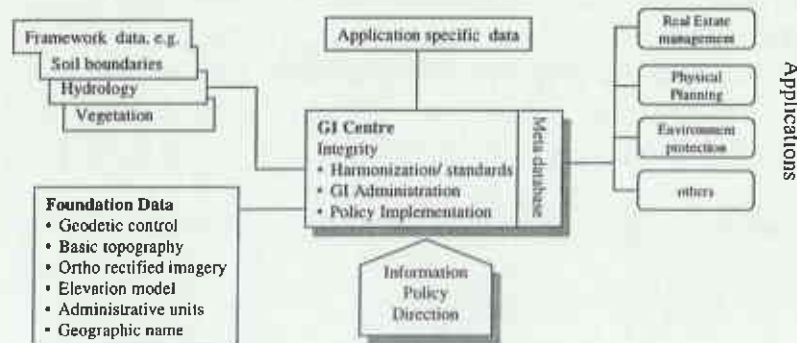 Framework data, e.g.
Soil boundaries
Hydrology
Vegetation
Application specific data
Real Estate
management
Physical
Planning
Environment
protection
others
Applications
GI Centre
Integrity
• Harmonization/ standards
• GI Administration
• Policy Implementation
Meta database
Foundation Data
• Geodetic control
• Basic topography
• Ortho rectified imagery
• Elevation model
• Administrative units
• Geographic name
Information
Policy
Direction